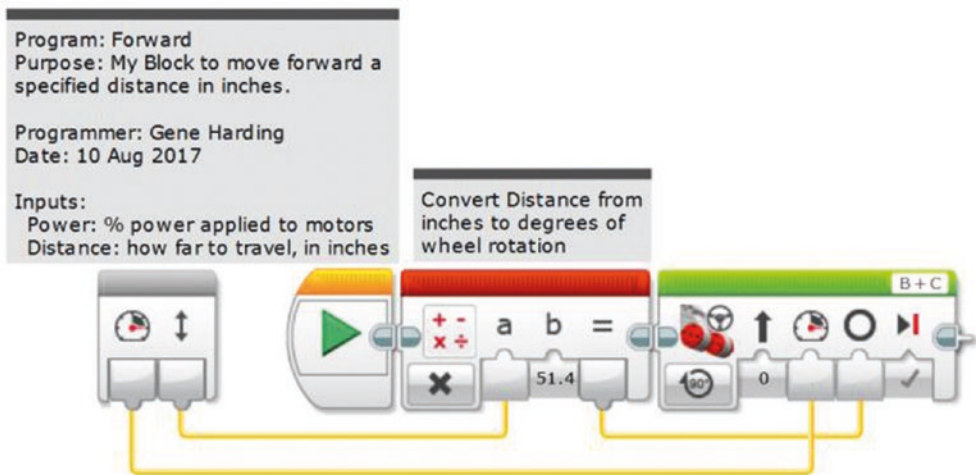 Program: Forward
Purpose: My Block to move forward a
specified distance in inches.
Programmer: Gene Harding
Date: 10 Aug 2017
Inputs:
Power: % power applied to motors
Distance: how far to travel, in inches
Convert Distance from
inches to degrees of
wheel rotation
B + C
+ - × ÷ a b =
51.4
90°
0